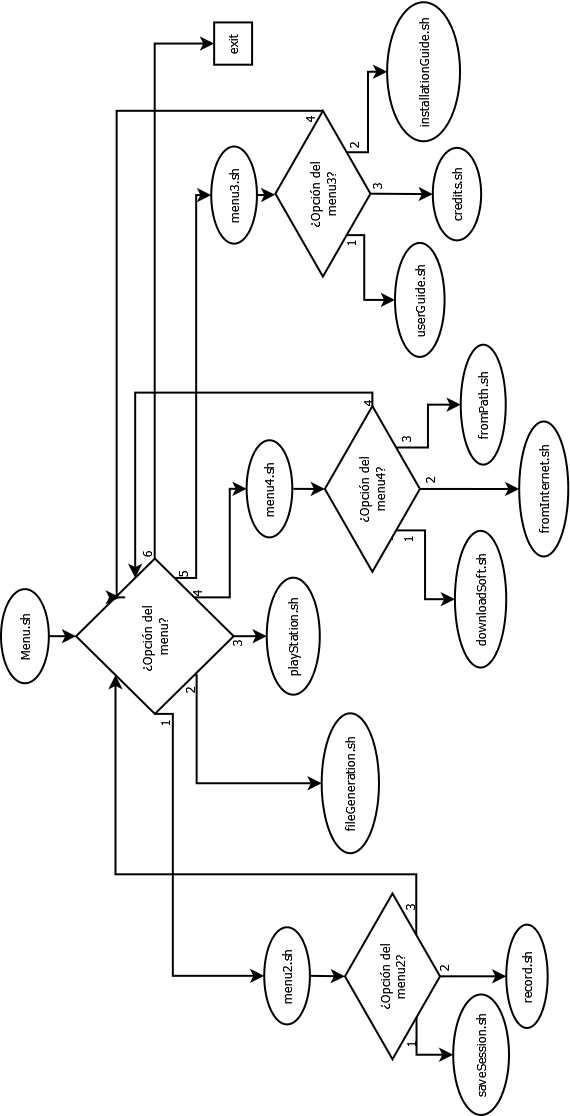 Menu.sh
¿Opción del
menu?
1
2
3
4
5
6
exit
menu2.sh
¿Opción del
menu2?
1
2
3
saveSession.sh
record.sh
fileGeneration.sh
playStation.sh
menu4.sh
¿Opción del
menu4?
1
2
3
4
downloadSoft.sh
fromInternet.sh
fromPath.sh
menu3.sh
¿Opción del
menu3?
1
3
2
4
userGuide.sh
credits.sh
installationGuide.sh